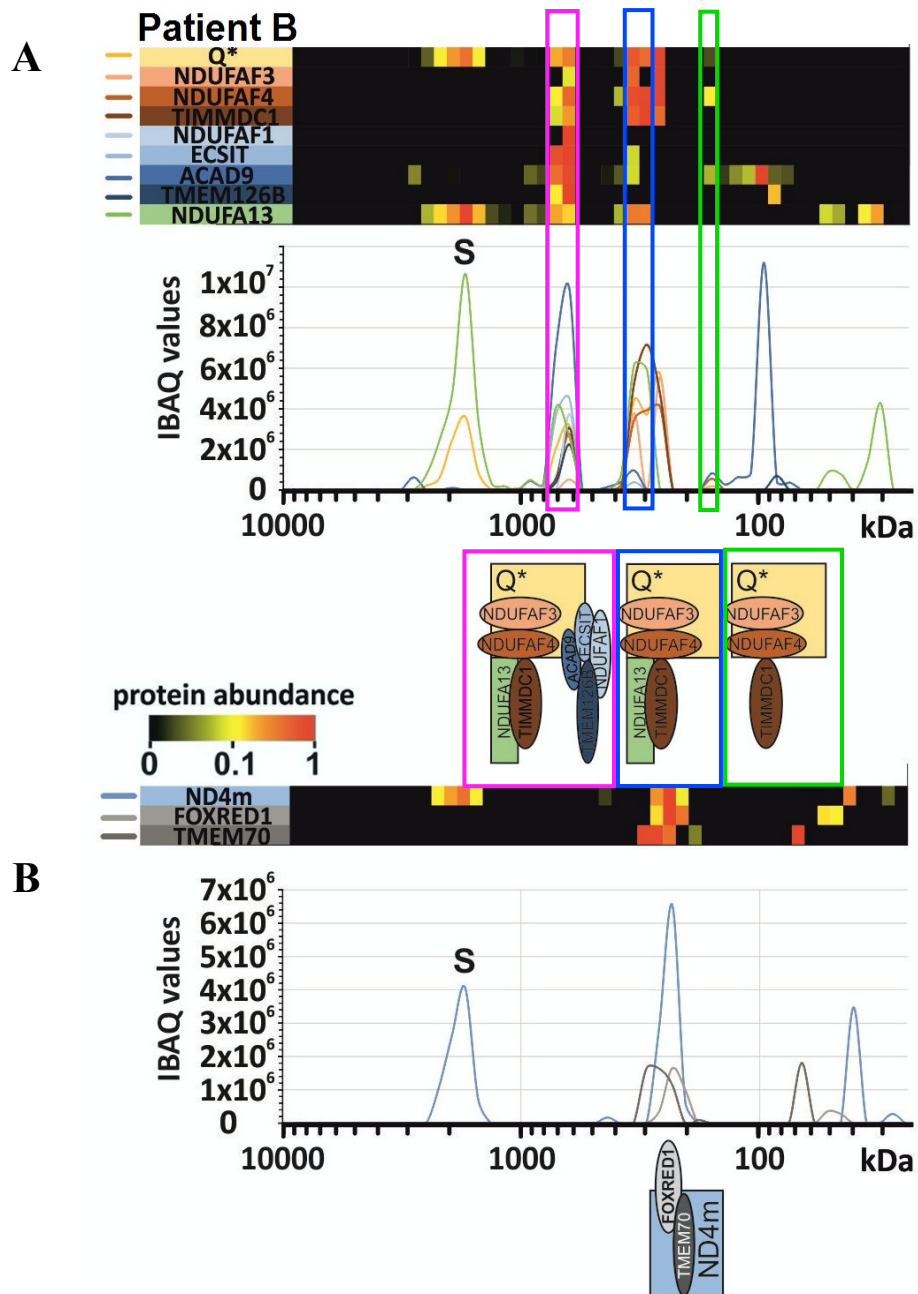 Patient B
A
Q*
NDUFAF3
NDUFAF4
TIMMDC1
NDUFAF1
ECSIT
ACAD9
TMEM126B
NDUFA13
S
IBAQ values
1x10⁷
8x10⁶
6x10⁶
4x10⁶
2x10⁶
0
10000 1000 100 kDa
Q* Q* Q*
NDUFAF3 NDUFAF3 NDUFAF3
NDUFAF4 NDUFAF4 NDUFAF4
ACAD9 ECSIT NDUFAF1
NDUFA13 TIMMDC1 TMEM126B NDUFA13 TIMMDC1 TIMMDC1
protein abundance
0 0.1 1
ND4m
FOXRED1
TMEM70
B
S
IBAQ values
7x10⁶
6x10⁶
5x10⁶
4x10⁶
3x10⁶
2x10⁶
1x10⁶
0
10000 1000 100 kDa
FOXRED1
TMEM70 ND4m